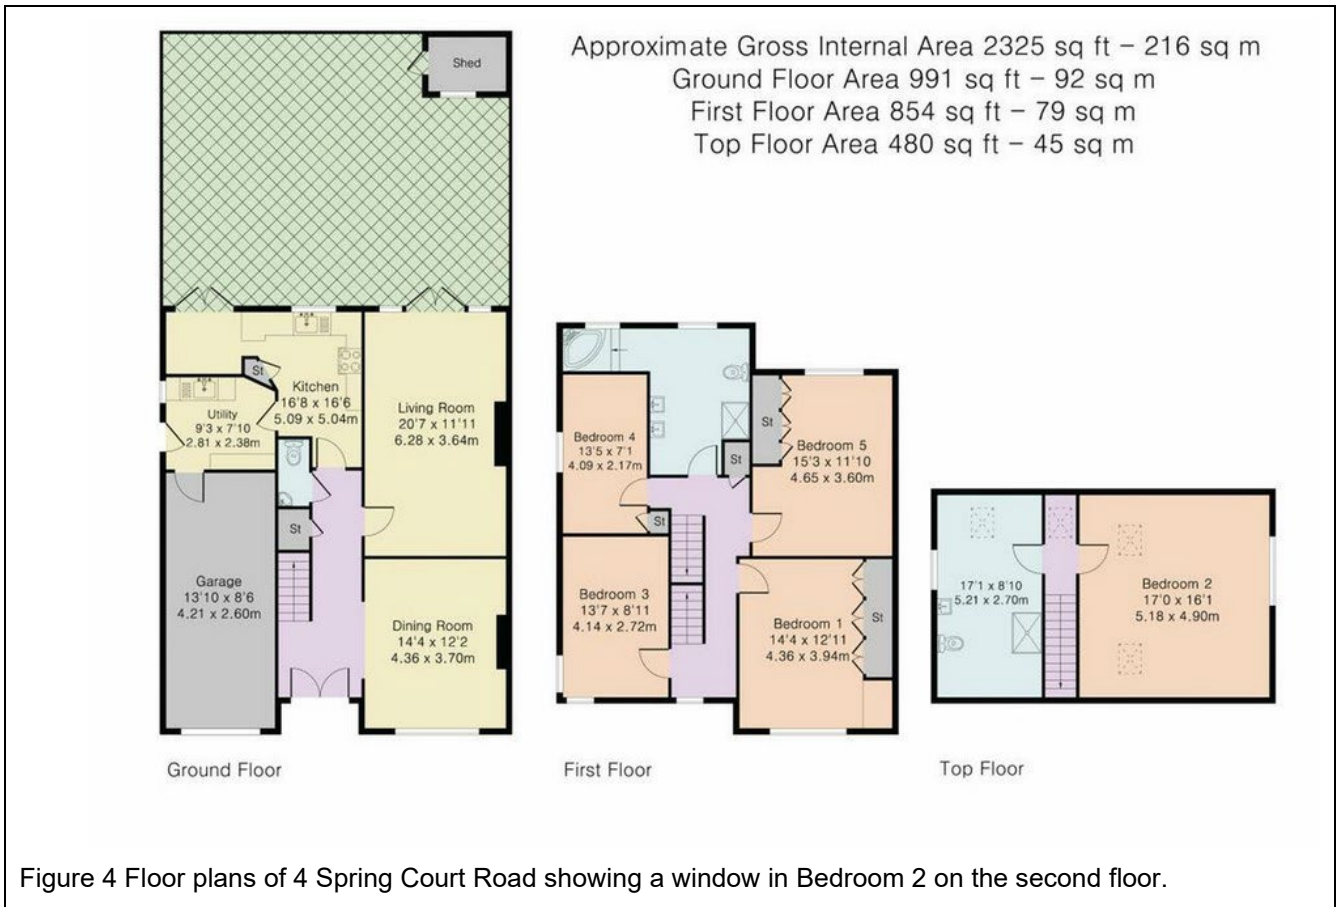 Approximate Gross Internal Area 2325 sq ft – 216 sq m
Ground Floor Area 991 sq ft – 92 sq m
First Floor Area 854 sq ft – 79 sq m
Top Floor Area 480 sq ft – 45 sq m
Shed
St
Kitchen
16'8 x 16'6
5.09 x 5.04m
Utility
9'3 x 7'10
2.81 x 2.38m
Living Room
20'7 x 11'11
6.28 x 3.64m
St
Garage
13'10 x 8'6
4.21 x 2.60m
Dining Room
14'4 x 12'2
4.36 x 3.70m
Ground Floor
Bedroom 4
13'5 x 7'1
4.09 x 2.17m
St
St
Bedroom 5
15'3 x 11'10
4.65 x 3.60m
St
Bedroom 3
13'7 x 8'11
4.14 x 2.72m
Bedroom 1
14'4 x 12'11
4.36 x 3.94m
St
First Floor
17'1 x 8'10
5.21 x 2.70m
Bedroom 2
17'0 x 16'1
5.18 x 4.90m
Top Floor
Figure 4 Floor plans of 4 Spring Court Road showing a window in Bedroom 2 on the second floor.